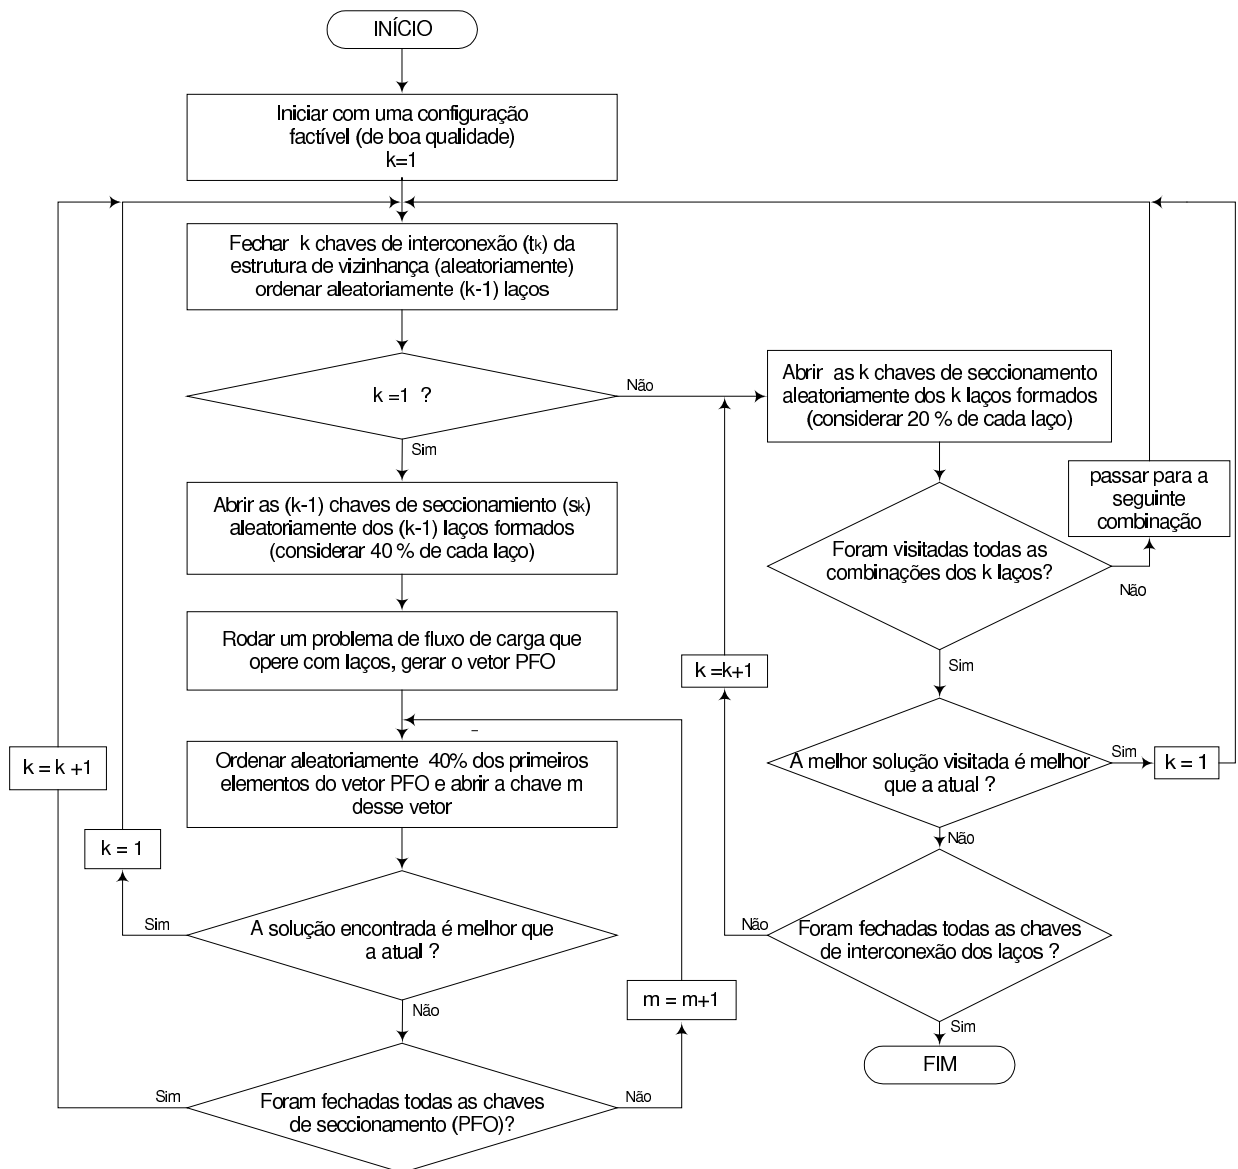 INÍCIO
Iniciar com uma configuração
factível (de boa qualidade)
k=1
Fechar k chaves de interconexão (tk) da
estrutura de vizinhança (aleatoriamente)
ordenar aleatoriamente (k-1) laços
k =1 ?
Não
Sim
Abrir as (k-1) chaves de seccionamiento (sk)
aleatoriamente dos (k-1) laços formados
(considerar 40 % de cada laço)
Rodar um problema de fluxo de carga que
opere com laços, gerar o vetor PFO
Ordenar aleatoriamente 40% dos primeiros
elementos do vetor PFO e abrir a chave m
desse vetor
k = k +1
k = 1
Sim
A solução encontrada é melhor que
a atual ?
Não
m = m+1
Sim
Foram fechadas todas as chaves
de seccionamento (PFO)?
Não
Abrir as k chaves de seccionamento
aleatoriamente dos k laços formados
(considerar 20 % de cada laço)
passar para a
seguinte
combinação
Foram visitadas todas as
combinações dos k laços?
Não
Sim
k =k+1
A melhor solução visitada é melhor
que a atual ?
Sim
k = 1
Não
Não
Foram fechadas todas as chaves
de interconexão dos laços ?
Sim
FIM